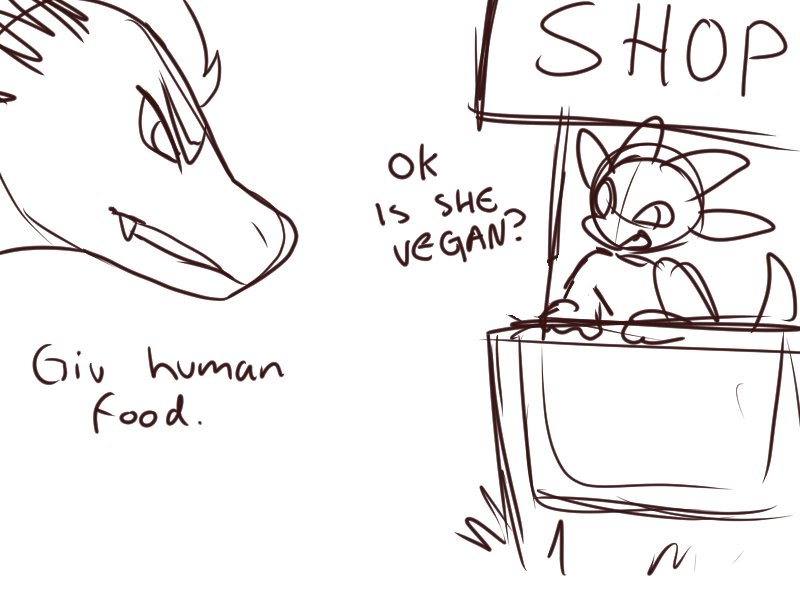 SHOP
OK
IS SHE
VEGAN?
Giv human
food.